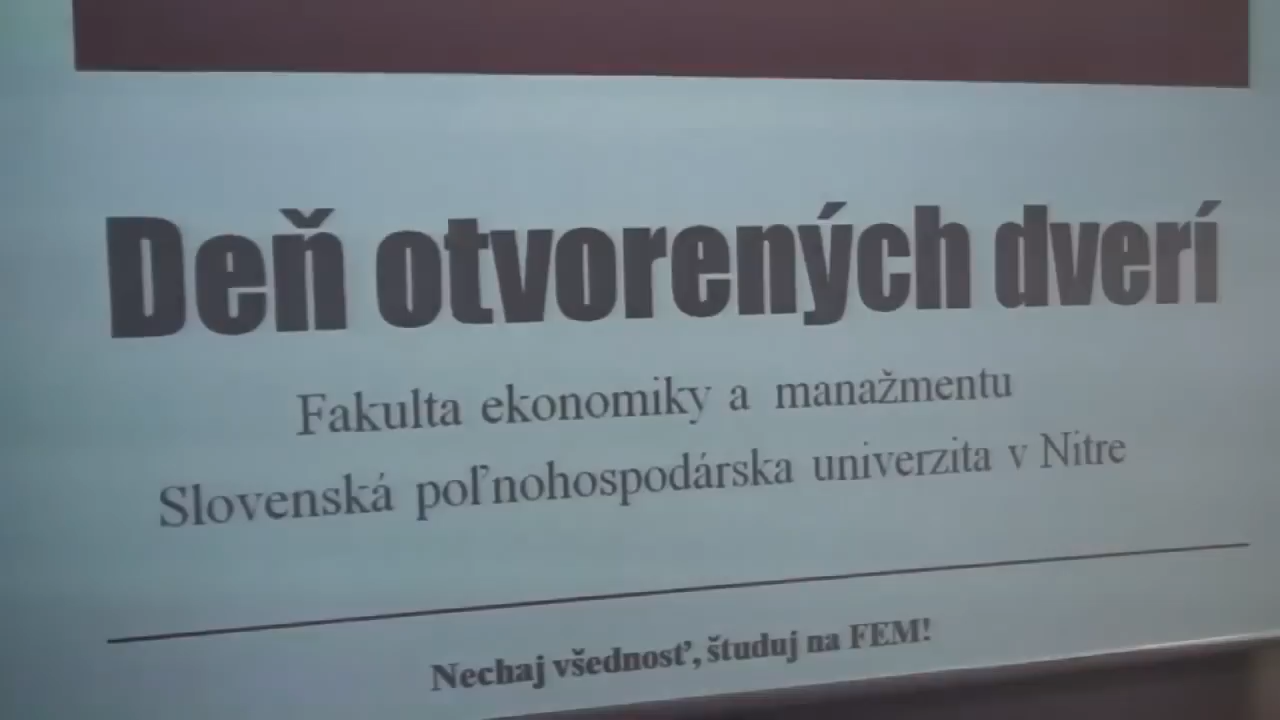 Deň otvorených dverí
Fakulta ekonomiky a manažmentu
Slovenská poľnohospodárska univerzita v Nitre
Nechaj všednosť, študuj na FEM!